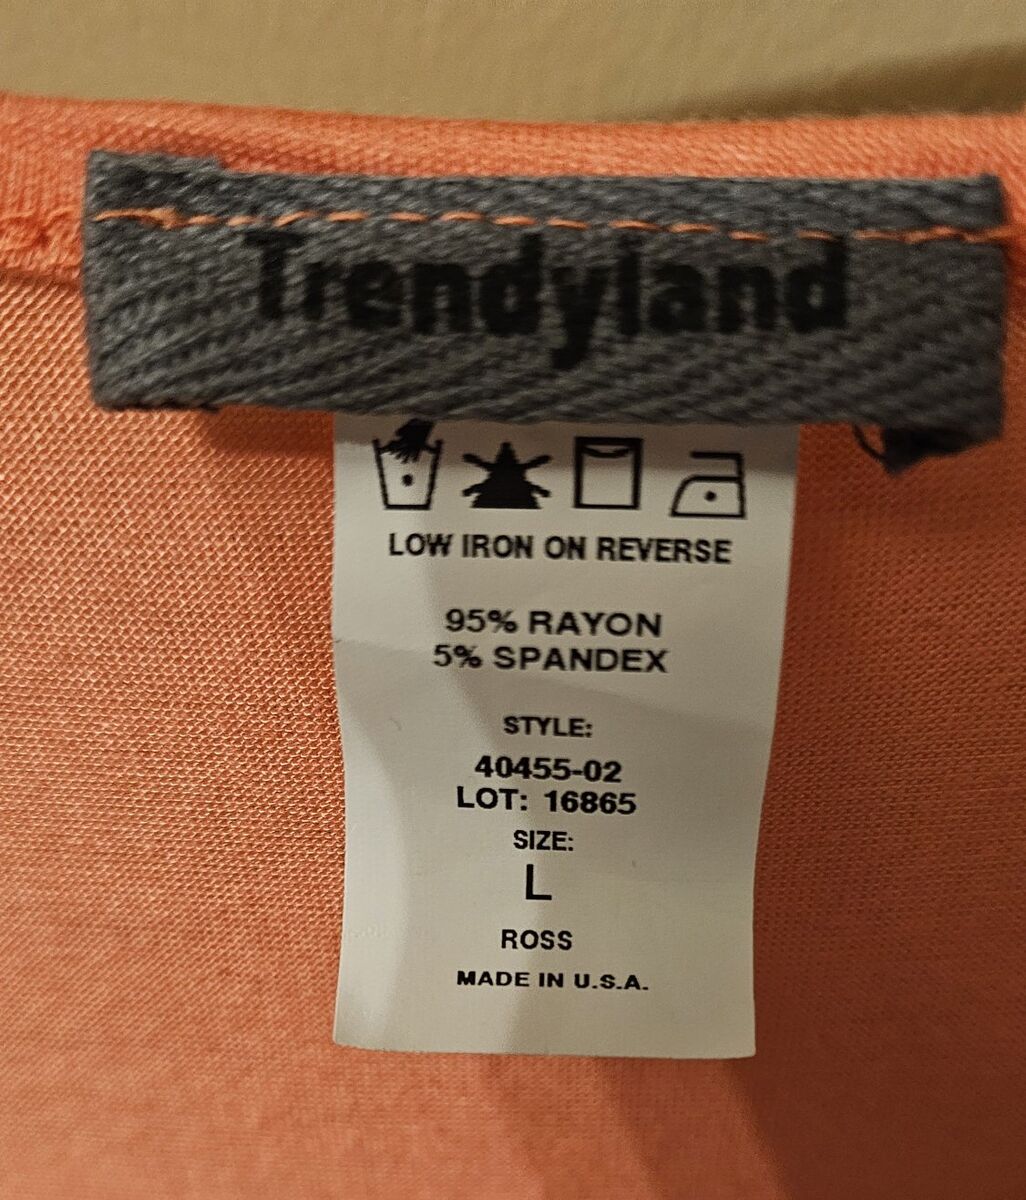 Trendyland
LOW IRON ON REVERSE
95% RAYON
5% SPANDEX
STYLE:
40455-02
LOT: 16865
SIZE:
L
ROSS
MADE IN U.S.A.